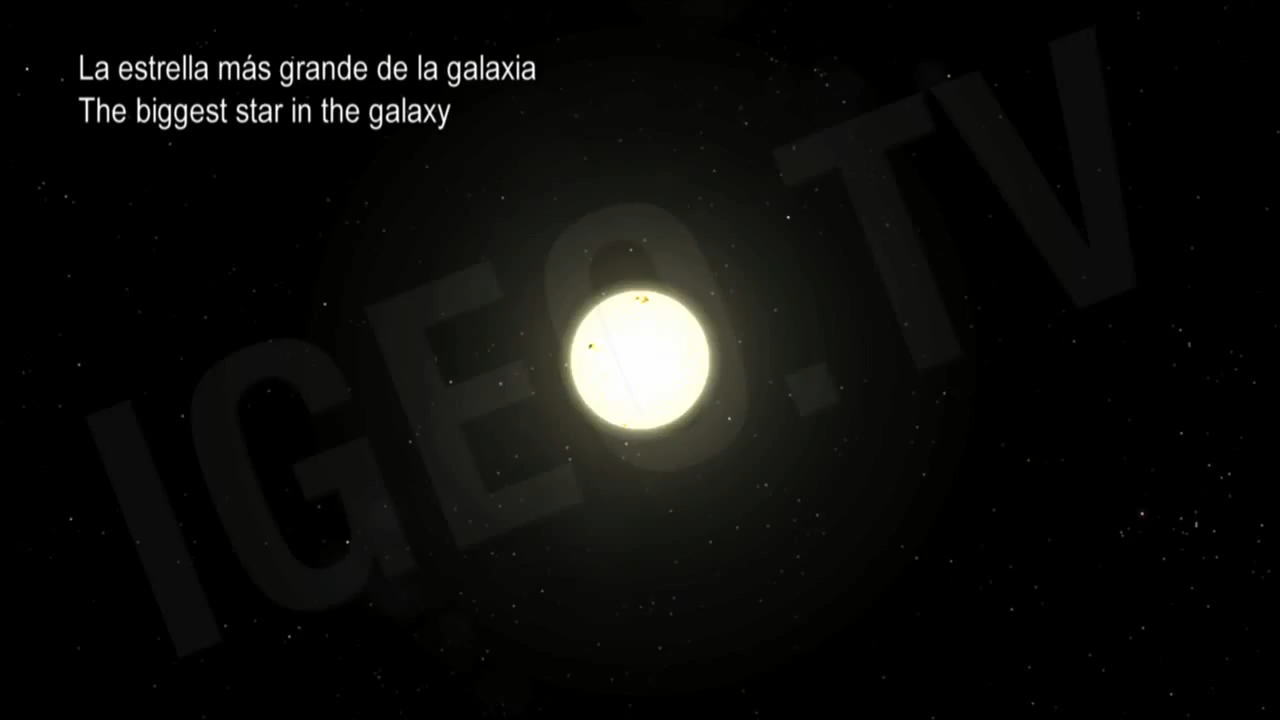 La estrella más grande de la galaxia
The biggest star in the galaxy
IGEO.TV